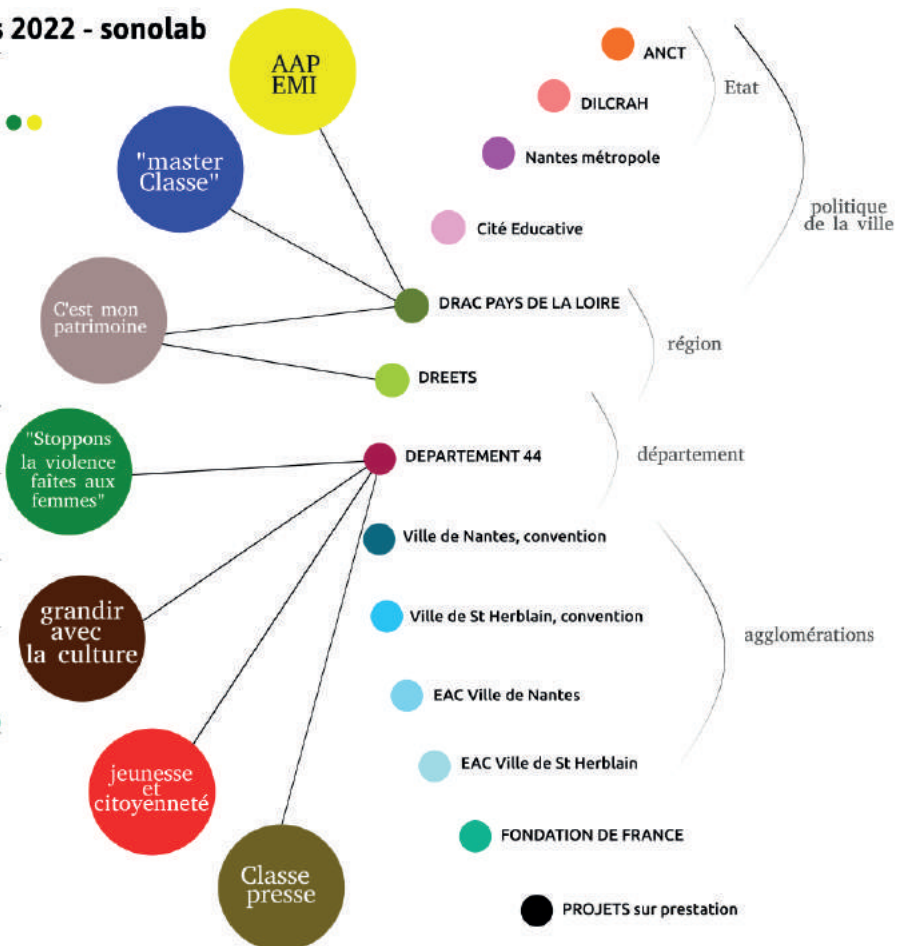 s 2022 - sonolab
AAP
EMI
"master
Classe"
C'est mon
patrimoine
"Stoppons
la violence
faites aux
femmes"
grandir
avec
la culture
jeunesse
et
citoyenneté
Classe
presse
ANCT
DILCRAH
Nantes métropole
Cité Educative
DRAC PAYS DE LA LOIRE
DREETS
DEPARTEMENT 44
Ville de Nantes, convention
Ville de St Herblain, convention
EAC Ville de Nantes
EAC Ville de St Herblain
FONDATION DE FRANCE
PROJETS sur prestation
Etat
politique
de la ville
région
département
agglomérations